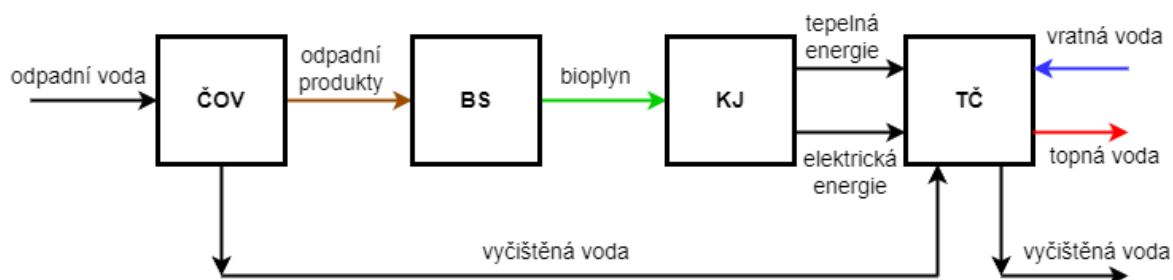 odpadní voda
ČOV
odpadní
produkty
BS
bioplyn
KJ
tepelná
energie
elektrická
energie
TČ
vratná voda
topná voda
vyčištěná voda
vyčištěná voda